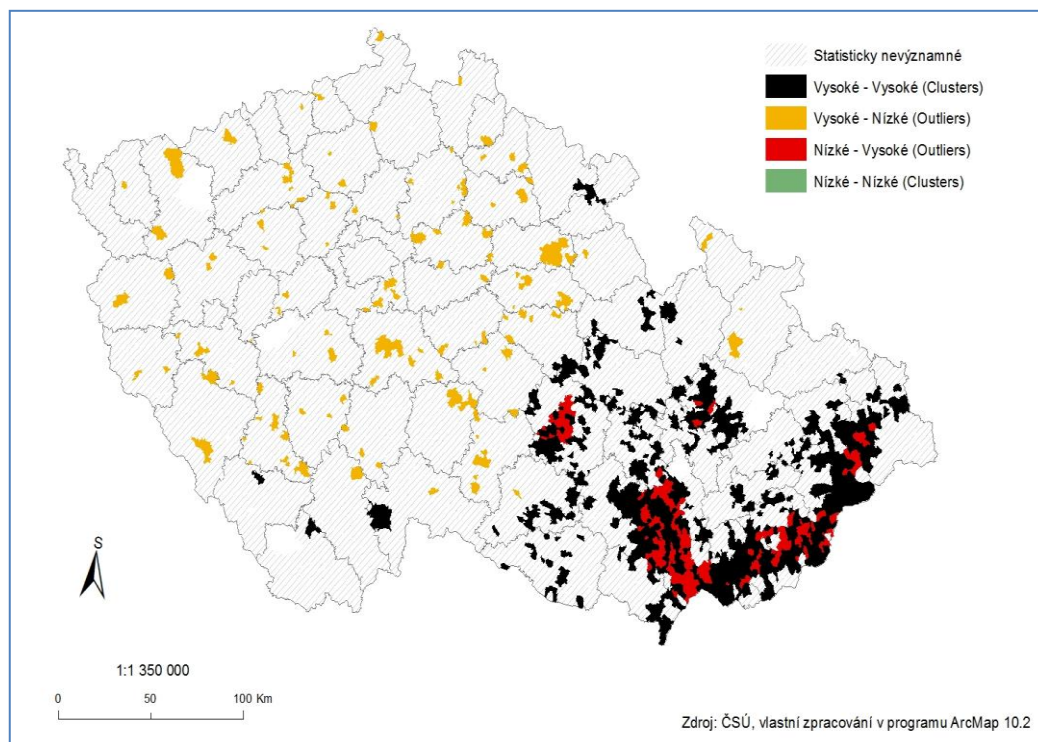 Statisticky nevýznamné
Vysoké - Vysoké (Clusters)
Vysoké - Nízké (Outliers)
Nízké - Vysoké (Outliers)
Nízké - Nízké (Clusters)
S
1:1 350 000
0 50 100 Km
Zdroj: ČSÚ, vlastní zpracování v programu ArcMap 10.2